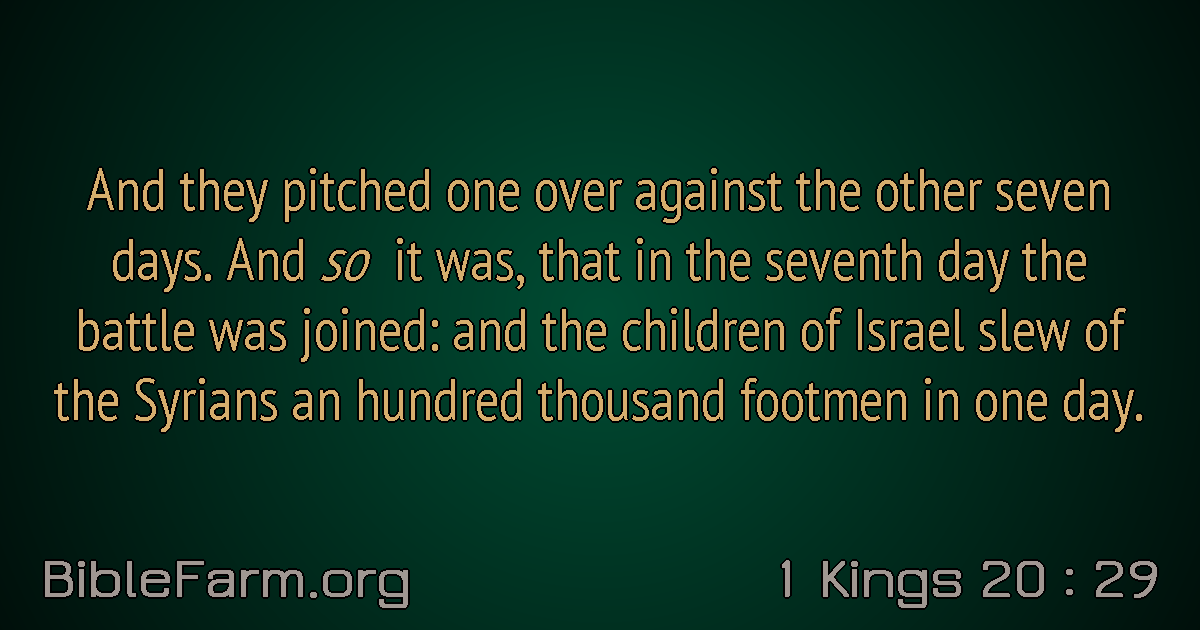 And they pitched one over against the other seven
days. And so it was, that in the seventh day the
battle was joined: and the children of Israel slew of
the Syrians an hundred thousand footmen in one day.
BibleFarm.org
1 Kings 20 : 29